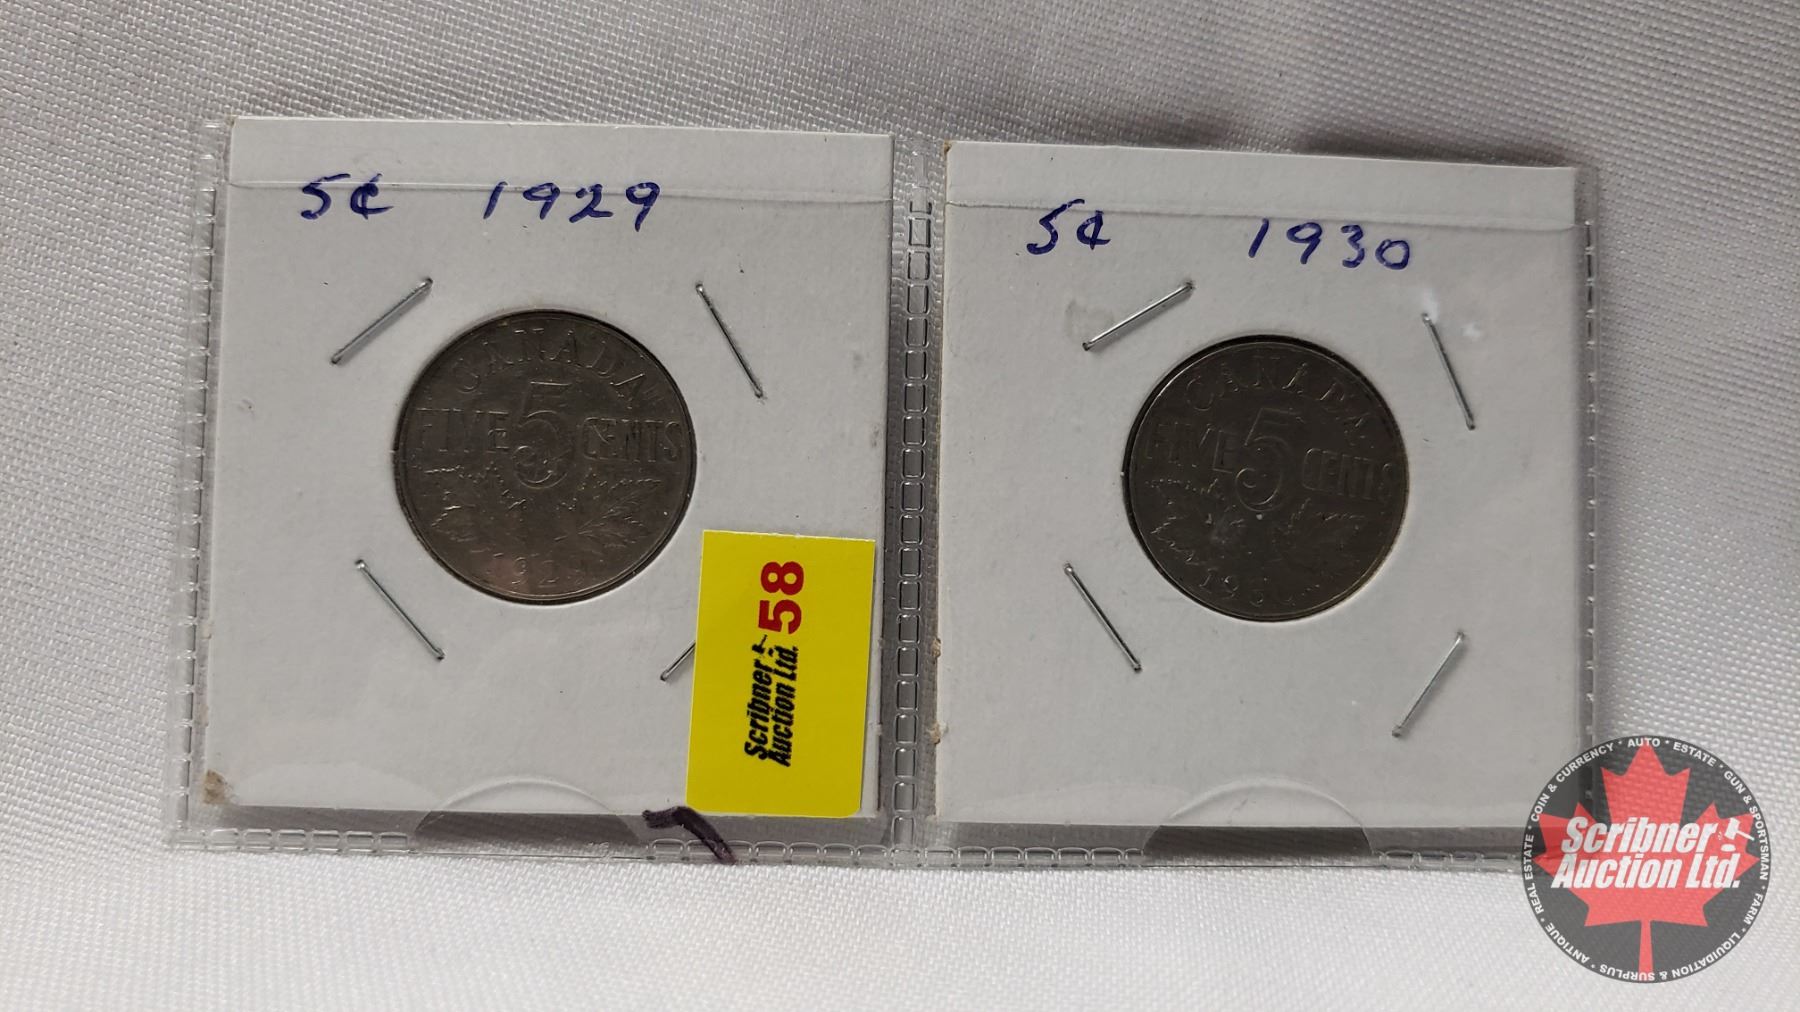 5¢ 1929
CANADA
FIVE 5 CENTS
58
Scribner
Auction Ltd.
5¢ 1930
CANADA
FIVE 5 CENTS
1930
COIN & CURRENCY • AUTO • ESTATE • GUN & SPORTSMAN • FARM • LIQUIDATION & SURPLUS • ANTIQUE • REAL ESTATE •
Scribner
Auction Ltd.